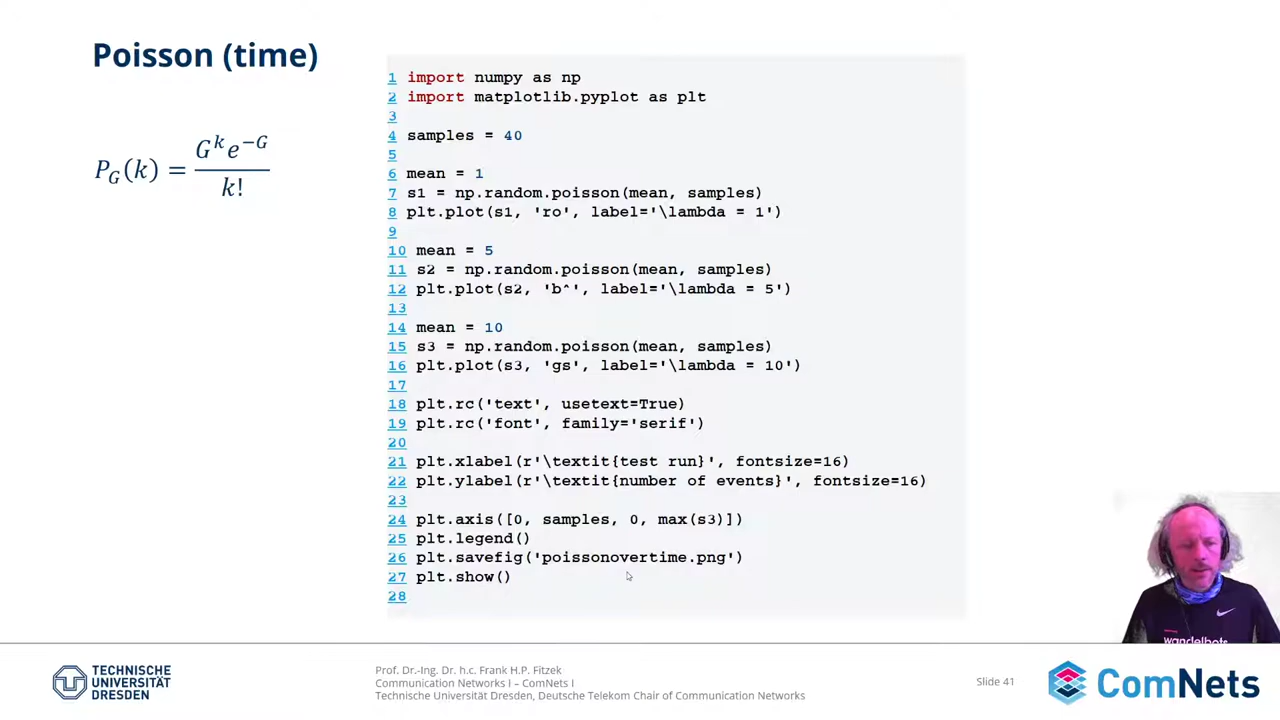 Poisson (time)
P_G(k) = G^k e^{-G} / k!
1 import numpy as np
2 import matplotlib.pyplot as plt
3
4 samples = 40
5
6 mean = 1
7 s1 = np.random.poisson(mean, samples)
8 plt.plot(s1, 'ro', label='\lambda = 1')
9
10 mean = 5
11 s2 = np.random.poisson(mean, samples)
12 plt.plot(s2, 'b^', label='\lambda = 5')
13
14 mean = 10
15 s3 = np.random.poisson(mean, samples)
16 plt.plot(s3, 'gs', label='\lambda = 10')
17
18 plt.rc('text', usetext=True)
19 plt.rc('font', family='serif')
20
21 plt.xlabel(r'\textit{test run}', fontsize=16)
22 plt.ylabel(r'\textit{number of events}', fontsize=16)
23
24 plt.axis([0, samples, 0, max(s3)])
25 plt.legend()
26 plt.savefig('poissonovertime.png')
27 plt.show()
28
wandelbots
TECHNISCHE
UNIVERSITÄT
DRESDEN
Prof. Dr.-Ing. Dr. h.c. Frank H.P. Fitzek
Communication Networks I – ComNets I
Technische Universität Dresden, Deutsche Telekom Chair of Communication Networks
Slide 41
ComNets